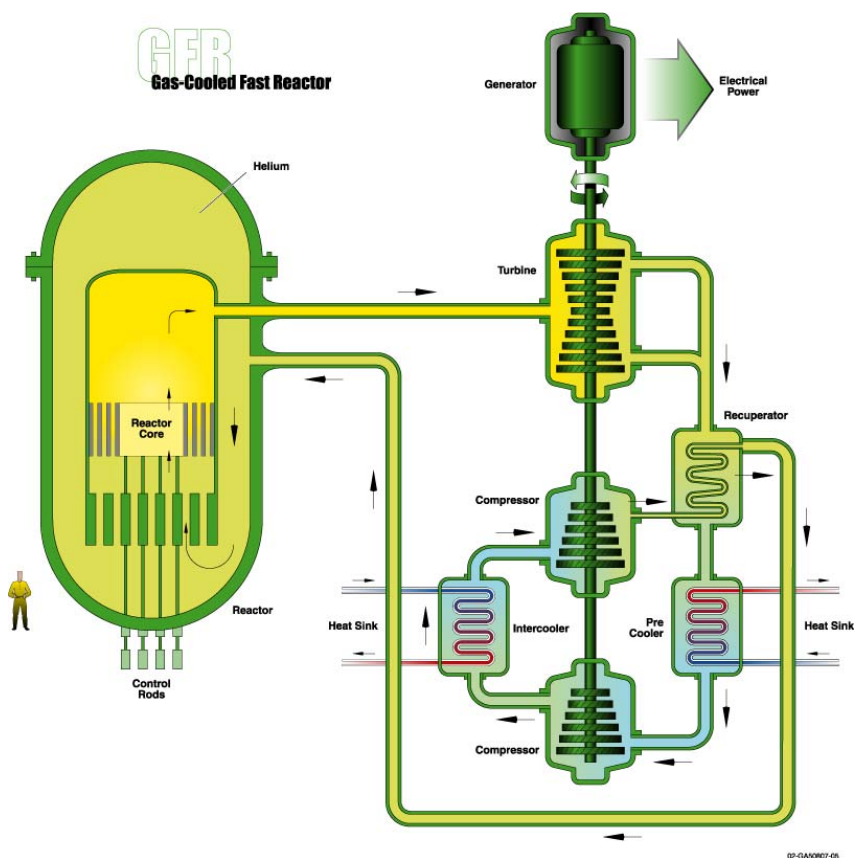 GFR
Gas-Cooled Fast Reactor
Generator
Electrical
Power
Helium
Turbine
Reactor
Core
Recuperator
Compressor
Reactor
Heat Sink
Intercooler
Pre
Cooler
Heat Sink
Control
Rods
Compressor
02-GA50807-05